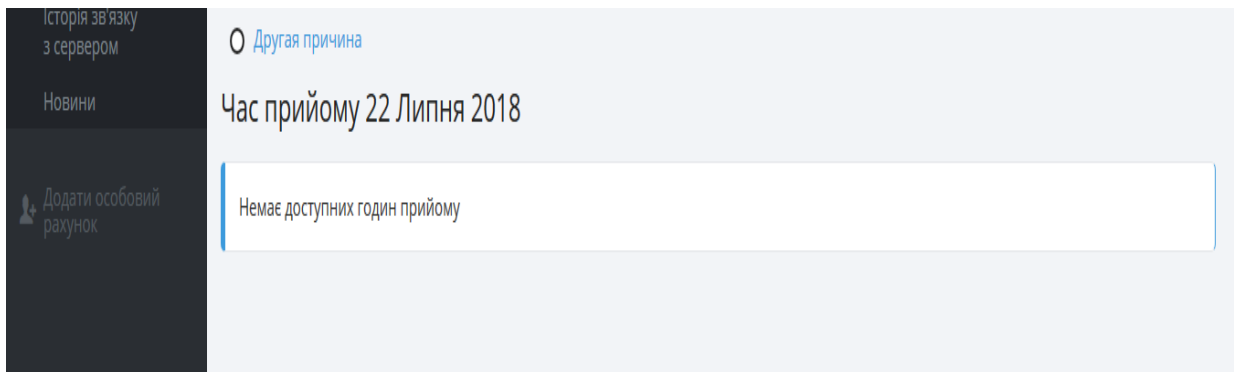 Історія зв'язку
з сервером
Новини
Додати особовий
рахунок
Другая причина
Час прийому 22 Липня 2018
Немає доступних годин прийому